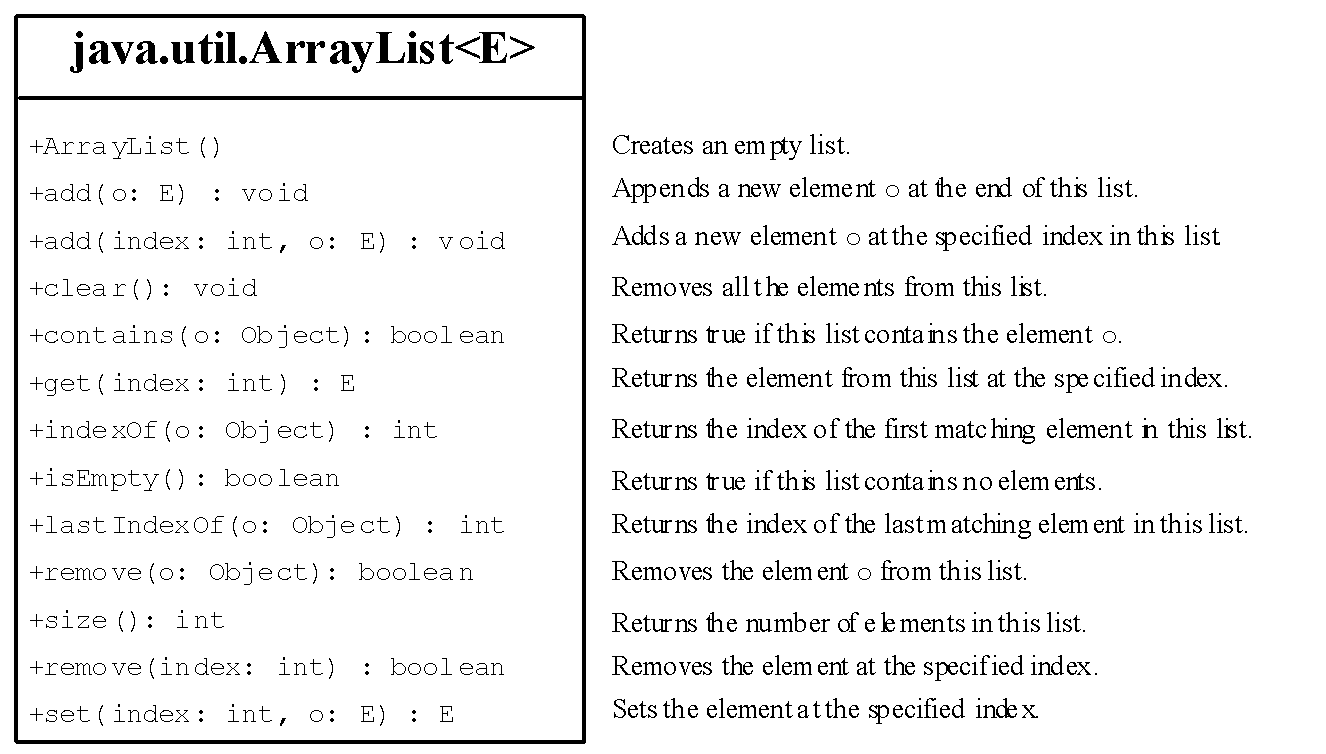 java.util.ArrayList<E>
+ArrayList() Creates an empty list.
+add(o: E) : void Appends a new element o at the end of this list.
+add(index: int, o: E) : void Adds a new element o at the specified index in this list
+clear(): void Removes all the elements from this list.
+contains(o: Object): boolean Returns true if this list contains the element o.
+get(index: int) : E Returns the element from this list at the specified index.
+indexOf(o: Object) : int Returns the index of the first matching element in this list.
+isEmpty(): boolean Returns true if this list contains no elements.
+lastIndexOf(o: Object) : int Returns the index of the last matching element in this list.
+remove(o: Object): boolean Removes the element o from this list.
+size(): int Returns the number of elements in this list.
+remove(index: int) : boolean Removes the element at the specified index.
+set(index: int, o: E) : E Sets the element at the specified index.